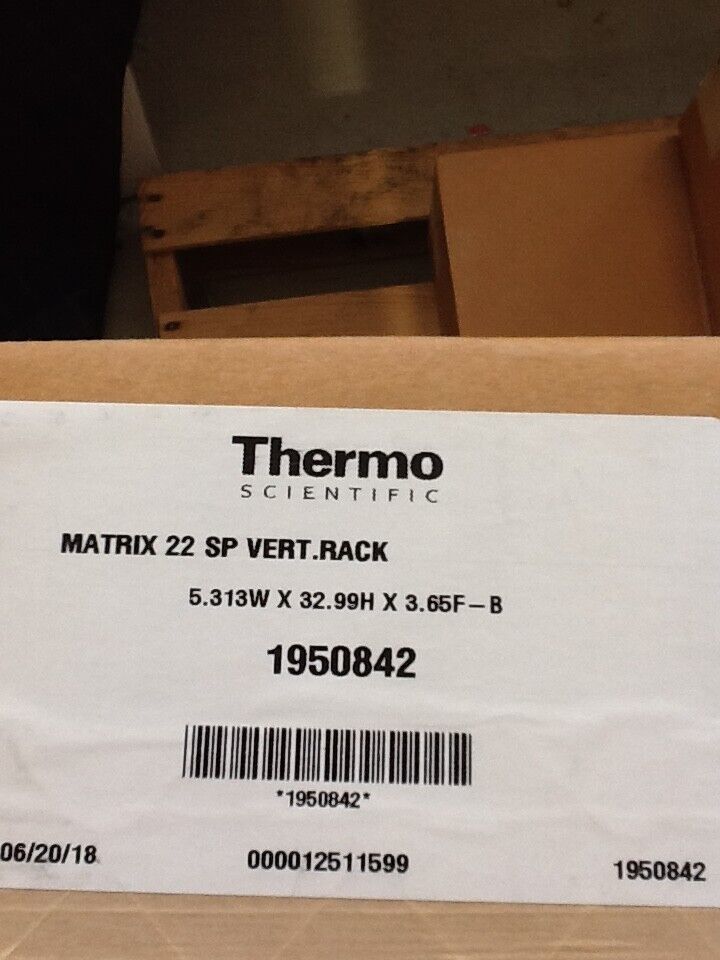 Thermo
SCIENTIFIC
MATRIX 22 SP VERT.RACK
5.313W X 32.99H X 3.65F-B
1950842
*1950842*
06/20/18 000012511599 1950842